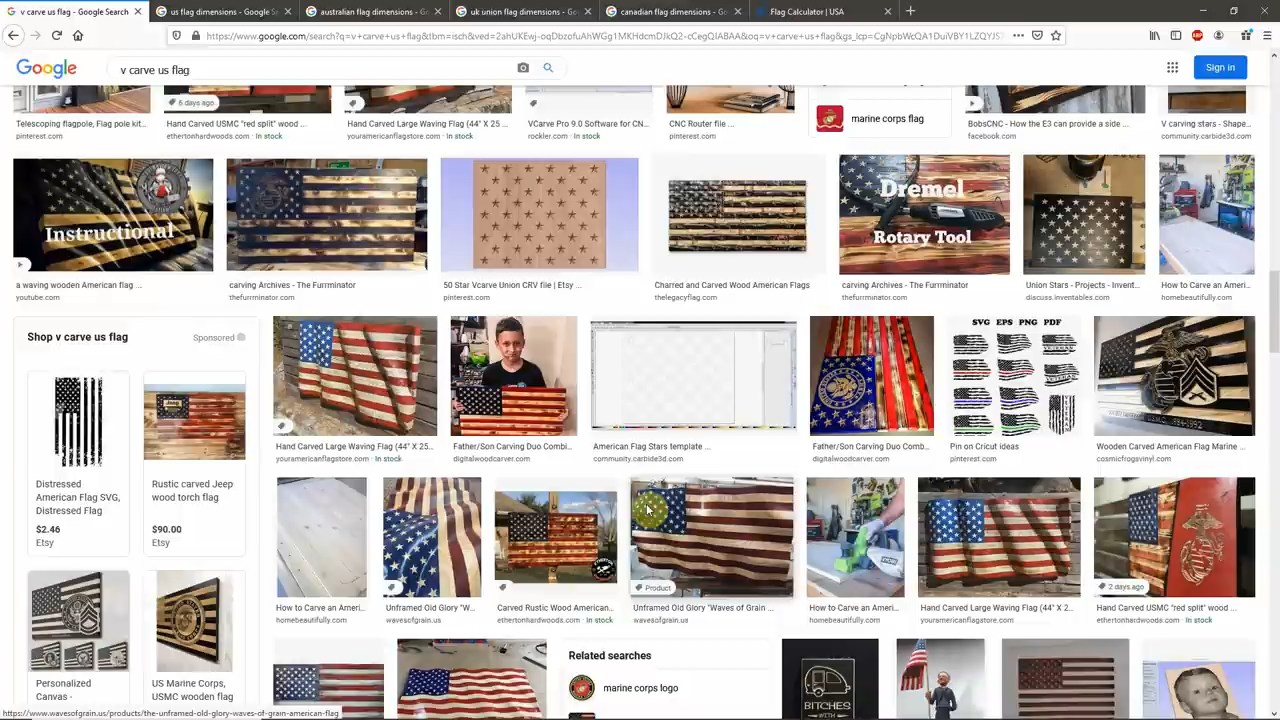 v carve us flag - Google Search
us flag dimensions - Google S
australian flag dimensions - Go
uk union flag dimensions - Goo
canadian flag dimensions - Goo
Flag Calculator | USA
Google
v carve us flag
Sign in
6 days ago
Telescoping flagpole, Flag pole kit...
pinterest.com
Hand Carved USMC "red split" wood ...
ethertonhardwoods.com · In stock
Hand Carved Large Waving Flag (44" X 25 ...
youramericanflagstore.com · In stock
VCarve Pro 9.0 Software for CN...
rockler.com · In stock
CNC Router file ...
pinterest.com
marine corps flag
BobsCNC - How the E3 can provide a side ...
facebook.com
V carving stars - Shape...
community.carbide3d.com
Instructional
Dremel
Rotary Tool
a waving wooden American flag ...
youtube.com
carving Archives - The Furrminator
thefurrminator.com
50 Star Vcarve Union CRV file | Etsy ...
pinterest.com
Charred and Carved Wood American Flags
thelegacyflag.com
carving Archives - The Furrminator
thefurrminator.com
Union Stars - Projects - Invent...
discuss.inventables.com
How to Carve an Ameri...
homebeautifully.com
Shop v carve us flag
Sponsored
SVG EPS PNG PDF
Hand Carved Large Waving Flag (44" X 25...
youramericanflagstore.com · In stock
Father/Son Carving Duo Combi...
digitalwoodcarver.com
American Flag Stars template ...
community.carbide3d.com
Father/Son Carving Duo Comb...
digitalwoodcarver.com
Pin on Cricut ideas
pinterest.com
Wooden Carved American Flag Marine ...
cosmicfrogsvinyl.com
Distressed
American Flag SVG,
Distressed Flag
$2.46
Etsy
Rustic carved Jeep
wood torch flag
$90.00
Etsy
Product
2 days ago
How to Carve an Ameri...
homebeautifully.com
Unframed Old Glory "W...
wavesofgrain.us
Carved Rustic Wood American...
ethertonhardwoods.com · In stock
Unframed Old Glory "Waves of Grain ...
wavesofgrain.us
How to Carve an Ameri...
homebeautifully.com
Hand Carved Large Waving Flag (44" X 2...
youramericanflagstore.com · In stock
Hand Carved USMC "red split" wood ...
ethertonhardwoods.com · In stock
Personalized
Canvas -
US Marine Corps,
USMC wooden flag
Related searches
marine corps logo
BITCHES
WITH
https://www.wavesofgrain.us/products/the-unframed-old-glory-waves-of-grain-american-flag